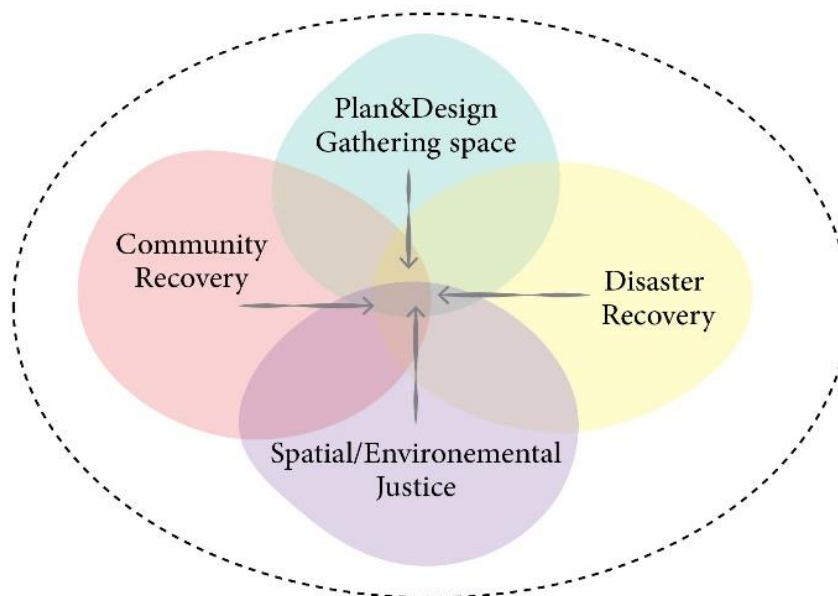 Plan&Design
Gathering space
Community
Recovery
Disaster
Recovery
Spatial/Environemental
Justice